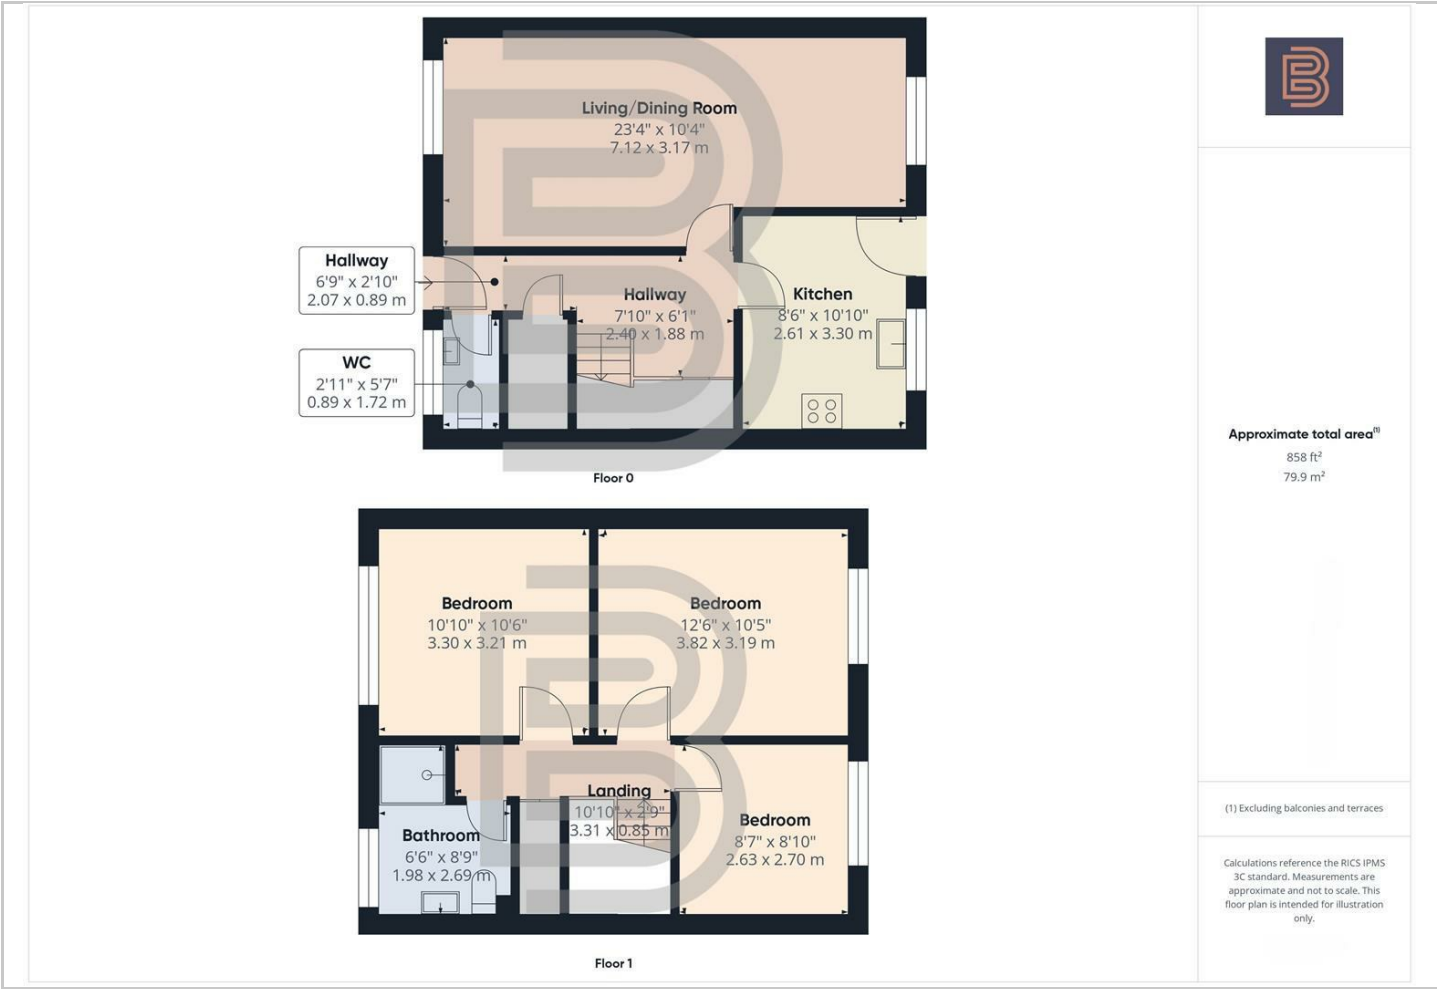 Living/Dining Room
23'4" x 10'4"
7.12 x 3.17 m
Hallway
6'9" x 2'10"
2.07 x 0.89 m
Hallway
7'10" x 6'1"
2.40 x 1.88 m
Kitchen
8'6" x 10'10"
2.61 x 3.30 m
WC
2'11" x 5'7"
0.89 x 1.72 m
Floor 0
Bedroom
10'10" x 10'6"
3.30 x 3.21 m
Bedroom
12'6" x 10'5"
3.82 x 3.19 m
Landing
10'10" x 2'9"
3.31 x 0.85 m
Bathroom
6'6" x 8'9"
1.98 x 2.69 m
Bedroom
8'7" x 8'10"
2.63 x 2.70 m
Floor 1
B
Approximate total area(1)
858 ft²
79.9 m²
(1) Excluding balconies and terraces
Calculations reference the RICS IPMS
3C standard. Measurements are
approximate and not to scale. This
floor plan is intended for illustration
only.